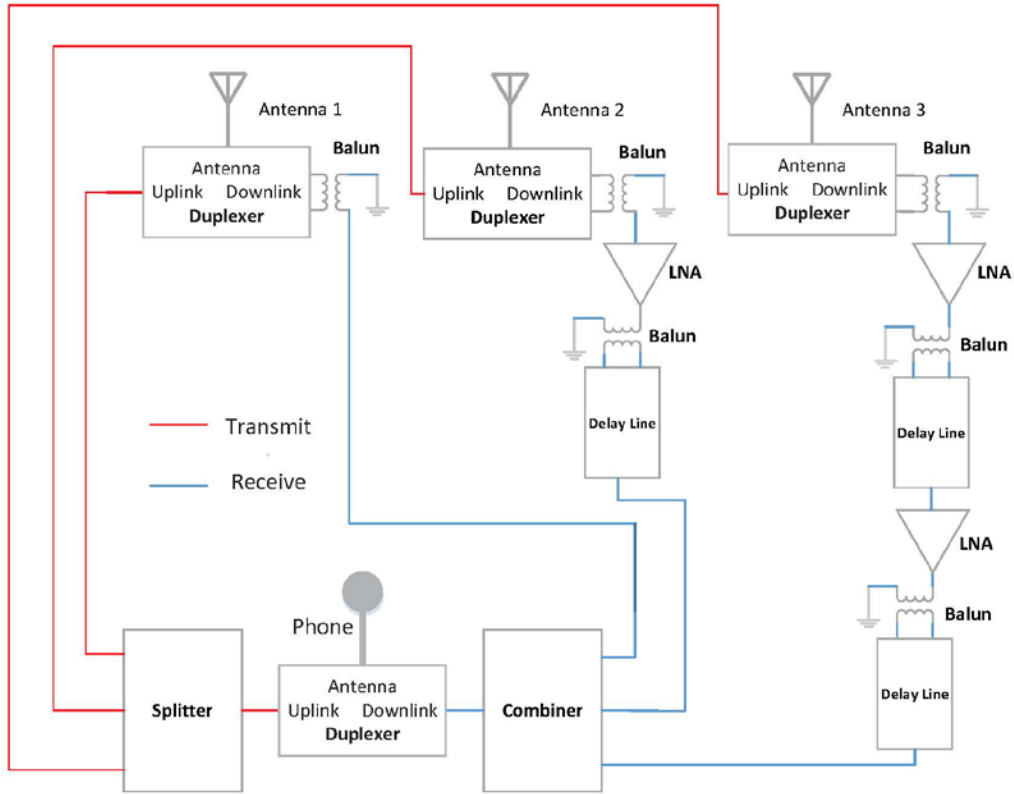 Antenna 1
Antenna 2
Antenna 3
Balun
Balun
Balun
Antenna
Uplink Downlink
Duplexer
Antenna
Uplink Downlink
Duplexer
Antenna
Uplink Downlink
Duplexer
LNA
LNA
Balun
Balun
Delay Line
Delay Line
Transmit
Receive
LNA
Balun
Phone
Antenna
Uplink Downlink
Duplexer
Splitter
Combiner
Delay Line